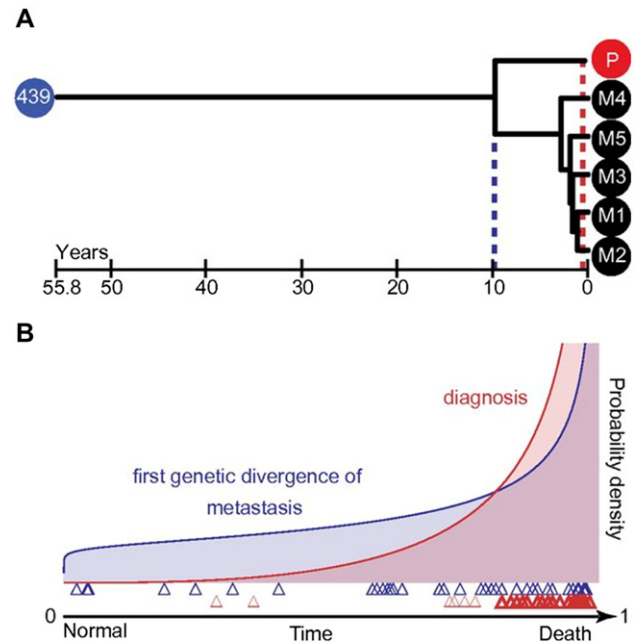 A
439
P
M4
M5
M3
M1
M2
Years
55.8 50 40 30 20 10 0
B
diagnosis
first genetic divergence of
metastasis
Probability density
0 1
Normal Time Death